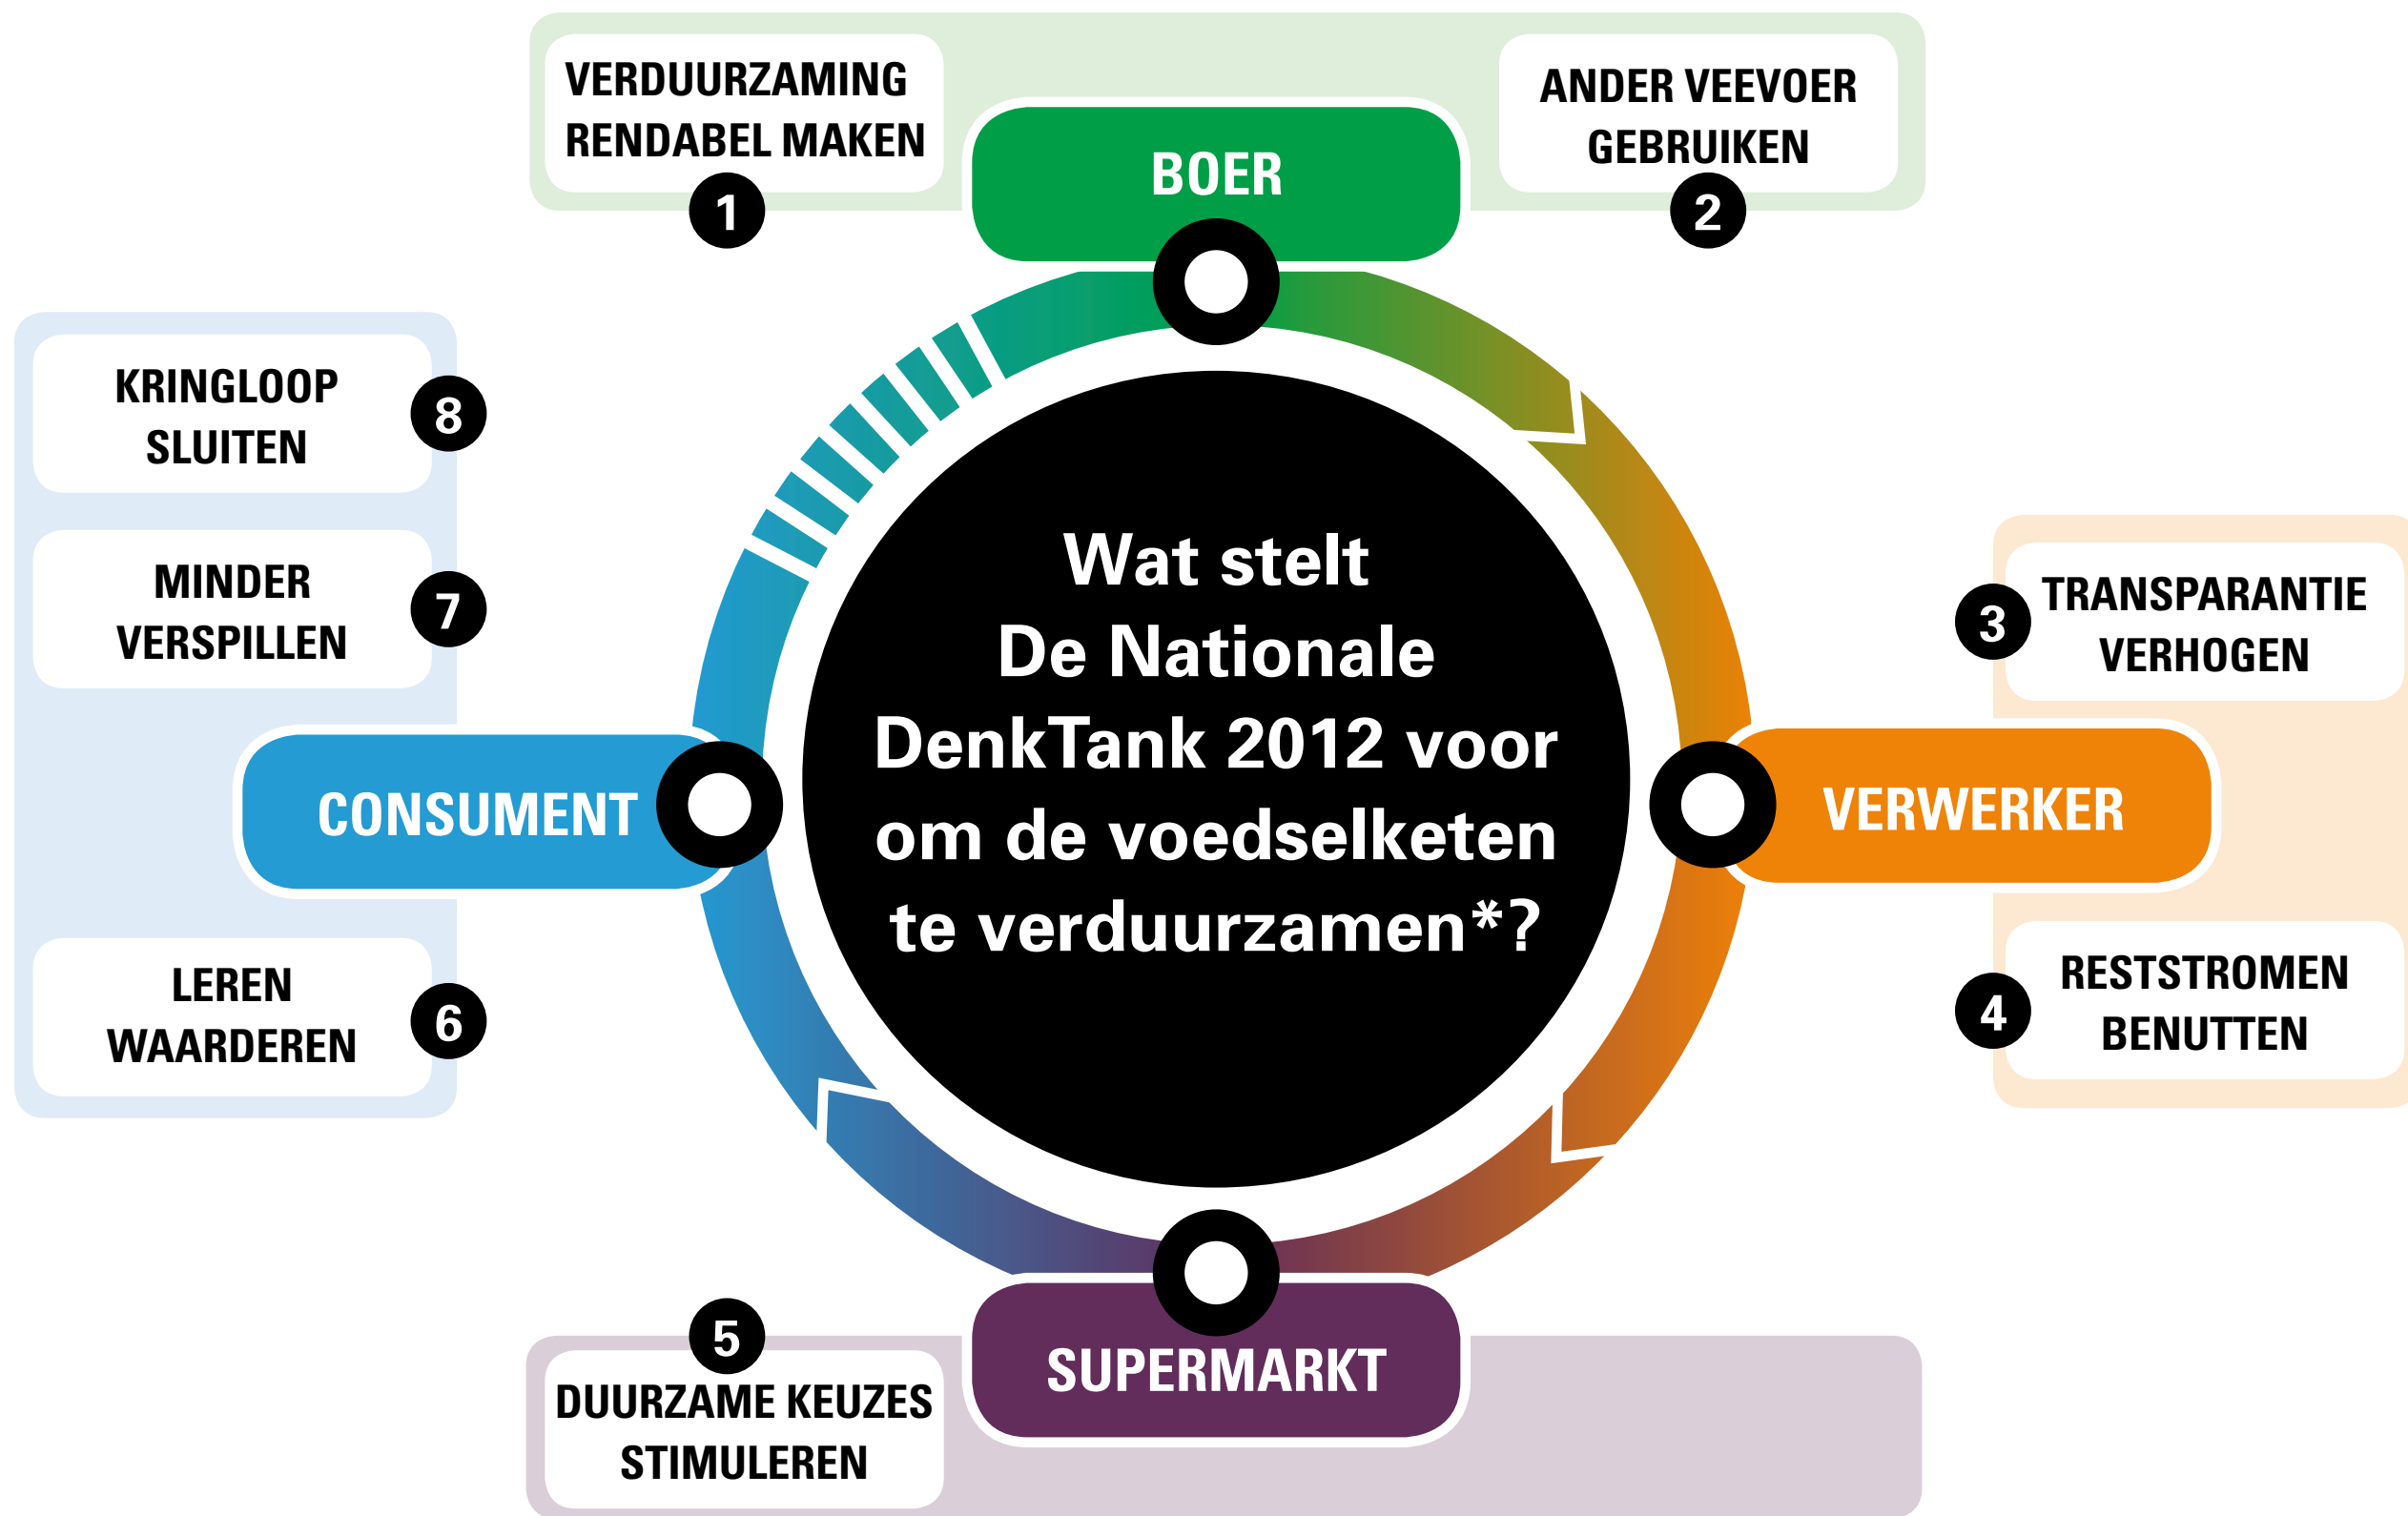 VERDUURZAMING
RENDABEL MAKEN
1
BOER
ANDER VEEVOER
GEBRUIKEN
2
KRINGLOOP
SLUITEN
8
MINDER
VERSPILLEN
7
CONSUMENT
LEREN
WAARDEREN
6
Wat stelt
De Nationale
DenkTank 2012 voor
om de voedselketen
te verduurzamen*?
3
TRANSPARANTIE
VERHOGEN
VERWERKER
4
RESTSTROMEN
BENUTTEN
5
DUURZAME KEUZES
STIMULEREN
SUPERMARKT